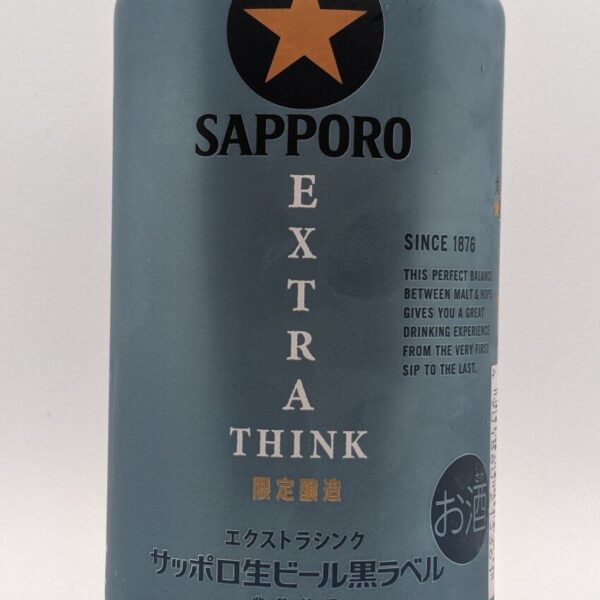 SAPPORO
EXTRA
THINK
限定醸造
エクストラシンク
サッポロ生ビール黒ラベル
SINCE 1876
THIS PERFECT BALANCE
BETWEEN MALT & HOPS
GIVES YOU A GREAT
DRINKING EXPERIENCE
FROM THE VERY FIRST
SIP TO THE LAST.
さけ
お酒